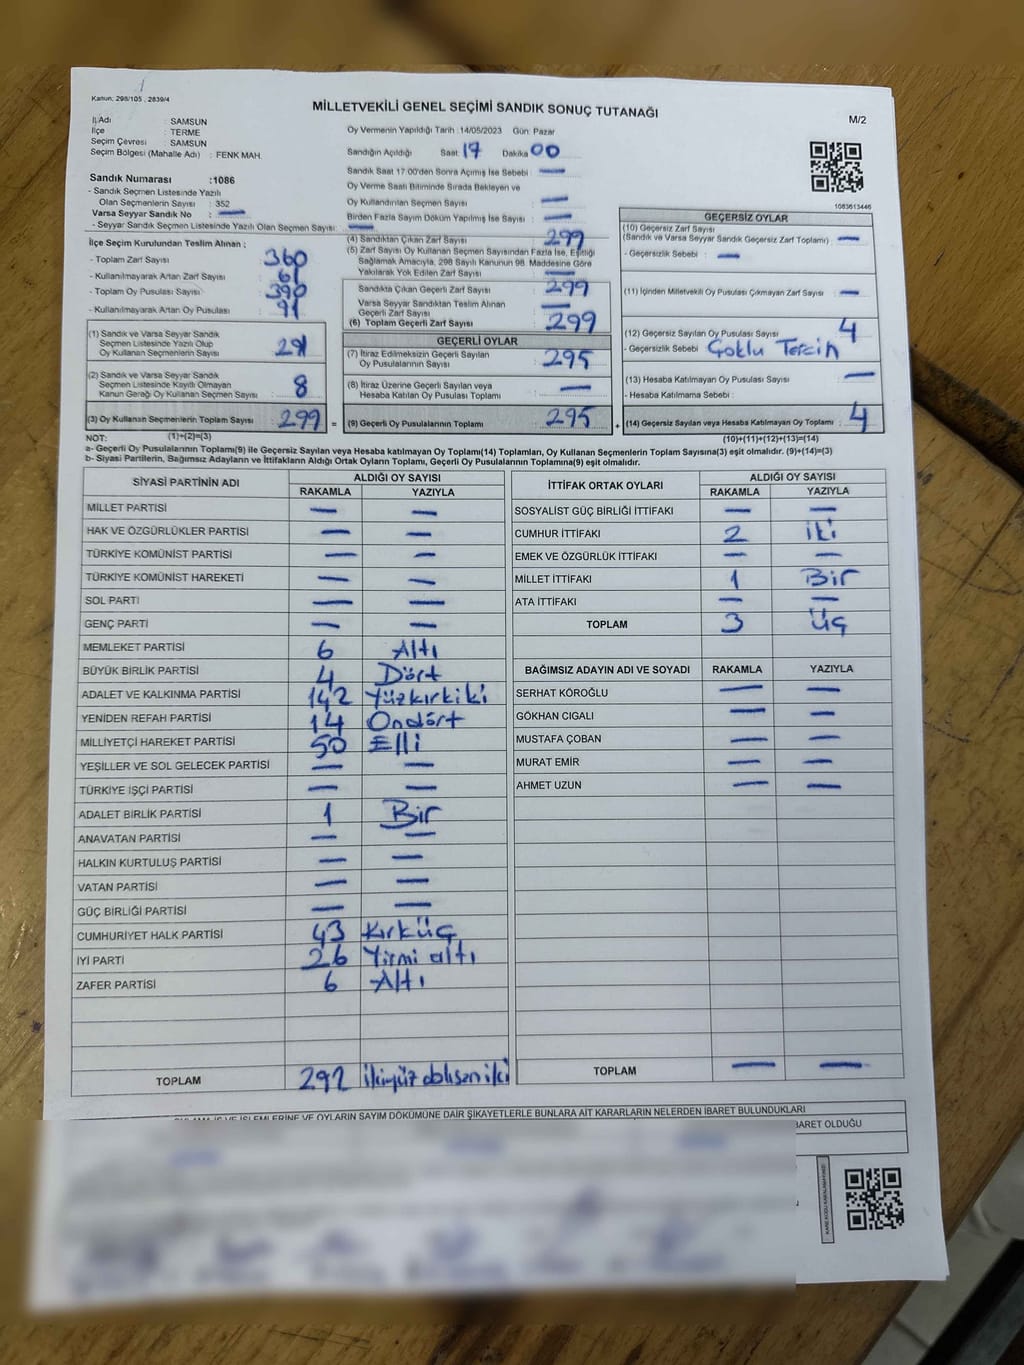 Kanun: 298/105 , 2839/4
MİLLETVEKİLİ GENEL SEÇİMİ SANDIK SONUÇ TUTANAĞI
M/2
İl Adı : SAMSUN
İlçe : TERME
Seçim Çevresi : SAMSUN
Seçim Bölgesi (Mahalle Adı) : FENK MAH.
Oy Vermenin Yapıldığı Tarih :14/05/2023 Gün: Pazar
Sandığın Açıldığı Saat: 17 Dakika 00
Sandık Saat 17:00'den Sonra Açımış İse Sebebi : —
Oy Verme Saati Bitiminde Sırada Bekleyen ve
Oy Kullandırılan Seçmen Sayısı : —
Birden Fazla Sayım Döküm Yapılmış İse Sayısı : —
Sandık Numarası :1086
- Sandık Seçmen Listesinde Yazılı
Olan Seçmenlerin Sayısı : 352
Varsa Seyyar Sandık No : —
- Seyyar Sandık Seçmen Listesinde Yazılı Olan Seçmen Sayısı : —
İlçe Seçim Kurulundan Teslim Alınan ;
- Toplam Zarf Sayısı : 360
- Kullanılmayarak Artan Zarf Sayısı : 61
- Toplam Oy Pusulası Sayısı : 390
- Kullanılmayarak Artan Oy Pusulası : 91
(1) Sandık ve Varsa Seyyar Sandık
Seçmen Listesinde Yazılı Olup
Oy Kullanan Seçmenlerin Sayısı : 291
(2) Sandık ve Varsa Seyyar Sandık
Seçmen Listesinde Kayıtlı Olmayan
Kanun Gereği Oy Kullanan Seçmen Sayısı : 8
(3) Oy Kullanan Seçmenlerin Toplam Sayısı : 299
(1)+(2)=(3)
(4) Sandıktan Çıkan Zarf Sayısı : 299
(5) Zarf Sayısı Oy Kullanan Seçmen Sayısından Fazla İse, Eşitliği
Sağlamak Amacıyla, 298 Sayılı Kanunun 98. Maddesine Göre
Yakılarak Yok Edilen Zarf Sayısı : —
Sandıkta Çıkan Geçerli Zarf Sayısı : 299
Varsa Seyyar Sandıktan Teslim Alınan
Geçerli Zarf Sayısı : —
(6) Toplam Geçerli Zarf Sayısı : 299
GEÇERLİ OYLAR
(7) İtiraz Edilmeksizin Geçerli Sayılan
Oy Pusulalarının Sayısı : 295
(8) İtiraz Üzerine Geçerli Sayılan veya
Hesaba Katılan Oy Pusulası Toplamı : —
= (9) Geçerli Oy Pusulalarının Toplamı : 295
1083613446
GEÇERSİZ OYLAR
(10) Geçersiz Zarf Sayısı
(Sandık ve Varsa Seyyar Sandık Geçersiz Zarf Toplamı) : —
- Geçersizlik Sebebi : —
(11) İçinden Milletvekili Oy Pusulası Çıkmayan Zarf Sayısı : —
(12) Geçersiz Sayılan Oy Pusulası Sayısı : 4
- Geçersizlik Sebebi : Çoklu Tercih
(13) Hesaba Katılmayan Oy Pusulası Sayısı : —
- Hesaba Katılmama Sebebi :
+ (14) Geçersiz Sayılan veya Hesaba Katılmayan Oy Toplamı : 4
(10)+(11)+(12)+(13)=(14)
NOT:
a- Geçerli Oy Pusulasının Toplamı(9) ile Geçersiz Sayılan veya Hesaba katılmayan Oy Toplamı(14) Toplamları, Oy Kullanan Seçmenlerin Toplam Sayısına(3) eşit olmalıdır. (9)+(14)=(3)
b- Siyasi Partilerin, Bağımsız Adayların ve İttifakların Aldığı Ortak Oyların Toplamı, Geçerli Oy Pusulalarının Toplamına(9) eşit olmalıdır.
SİYASİ PARTİNİN ADI ALDIĞI OY SAYISI
RAKAMLA YAZIYLA
MİLLET PARTİSİ — —
HAK VE ÖZGÜRLÜKLER PARTİSİ — —
TÜRKİYE KOMÜNİST PARTİSİ — —
TÜRKİYE KOMÜNİST HAREKETİ — —
SOL PARTİ — —
GENÇ PARTİ — —
MEMLEKET PARTİSİ 6 Altı
BÜYÜK BİRLİK PARTİSİ 4 Dört
ADALET VE KALKINMA PARTİSİ 142 Yüzkırkiki
YENİDEN REFAH PARTİSİ 14 Ondört
MİLLİYETÇİ HAREKET PARTİSİ 50 Elli
YEŞİLLER VE SOL GELECEK PARTİSİ — —
TÜRKİYE İŞÇİ PARTİSİ — —
ADALET BİRLİK PARTİSİ 1 Bir
ANAVATAN PARTİSİ — —
HALKIN KURTULUŞ PARTİSİ — —
VATAN PARTİSİ — —
GÜÇ BİRLİĞİ PARTİSİ — —
CUMHURİYET HALK PARTİSİ 43 Kırküç
İYİ PARTİ 26 Yirmi altı
ZAFER PARTİSİ 6 Altı
TOPLAM 292 ikiyüz doksan iki
İTTİFAK ORTAK OYLARI ALDIĞI OY SAYISI
RAKAMLA YAZIYLA
SOSYALİST GÜÇ BİRLİĞİ İTTİFAKI — —
CUMHUR İTTİFAKI 2 iki
EMEK VE ÖZGÜRLÜK İTTİFAKI — —
MİLLET İTTİFAKI 1 Bir
ATA İTTİFAKI — —
TOPLAM 3 Üç
BAĞIMSIZ ADAYIN ADI VE SOYADI RAKAMLA YAZIYLA
SERHAT KÖROĞLU — —
GÖKHAN CIGALI — —
MUSTAFA ÇOBAN — —
MURAT EMİR — —
AHMET UZUN — —
TOPLAM — —
İŞLEMLERİNE VE OYLARIN SAYIM DÖKÜMÜNE DAİR ŞİKAYETLERLE BUNLARA AİT KARARLARIN NELERDEN İBARET BULUNDUKLARI
BARET OLDUĞU